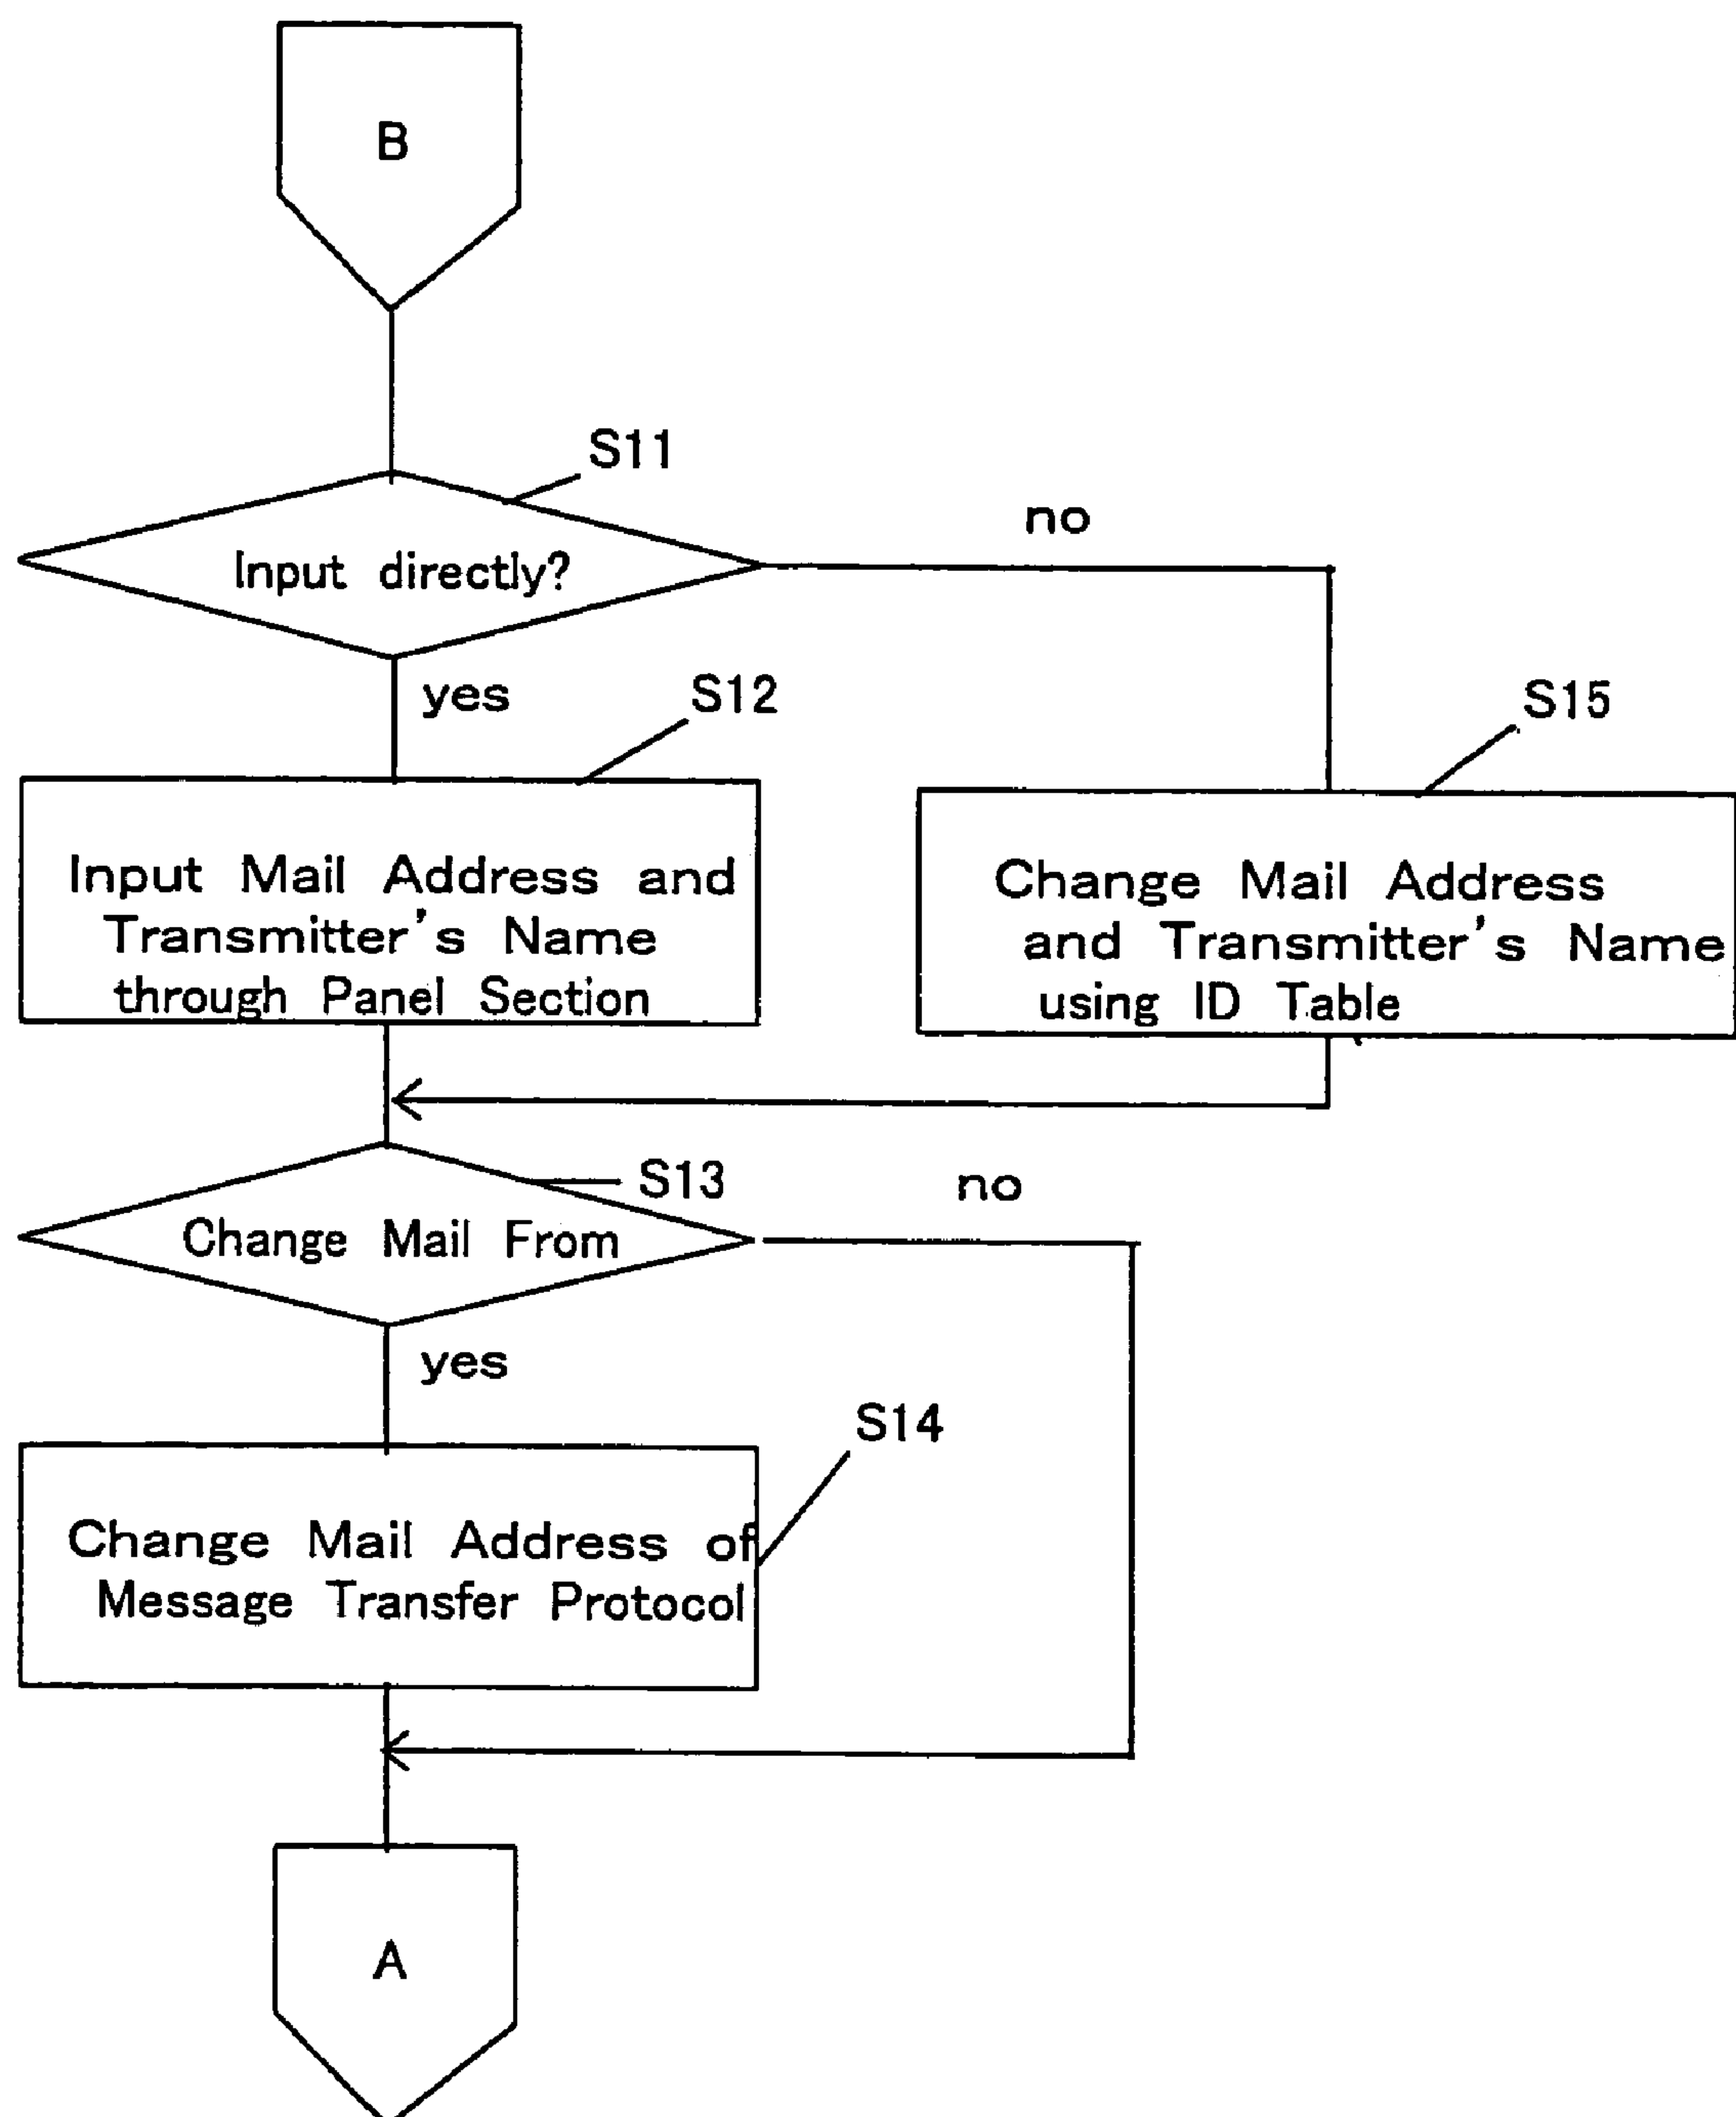 B
S11
Input directly?
no
yes
S12
S15
Input Mail Address and
Transmitter's Name
through Panel Section
Change Mail Address
and Transmitter's Name
using ID Table
S13
no
Change Mail From
yes
S14
Change Mail Address of
Message Transfer Protocol
A